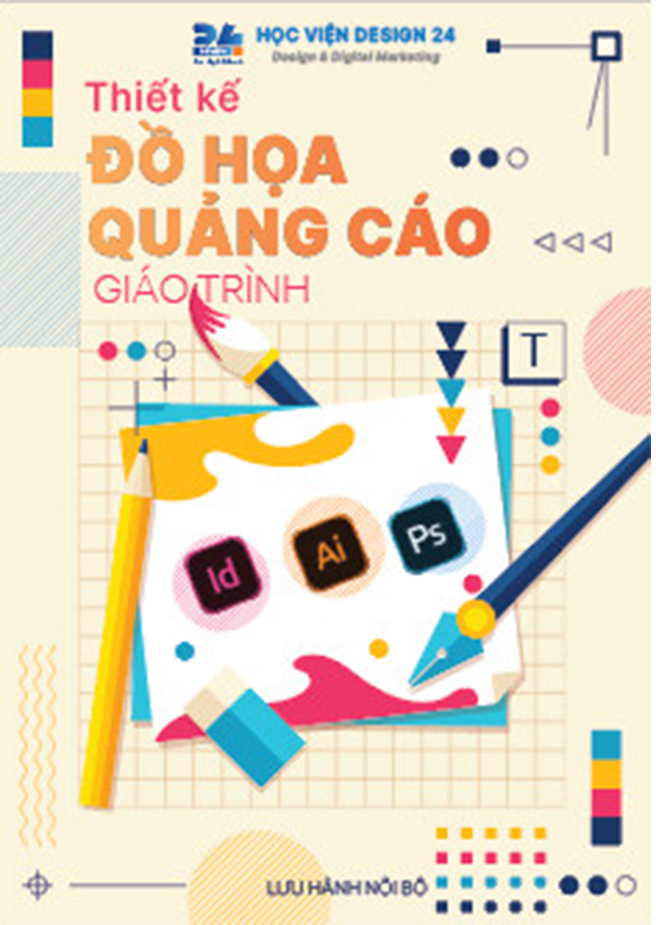 24
HỌC VIỆN DESIGN 24
Design & Digital Marketing
Thiết kế
ĐỒ HỌA
QUẢNG CÁO
GIÁO TRÌNH
T
Id
Ai
Ps
LƯU HÀNH NỘI BỘ